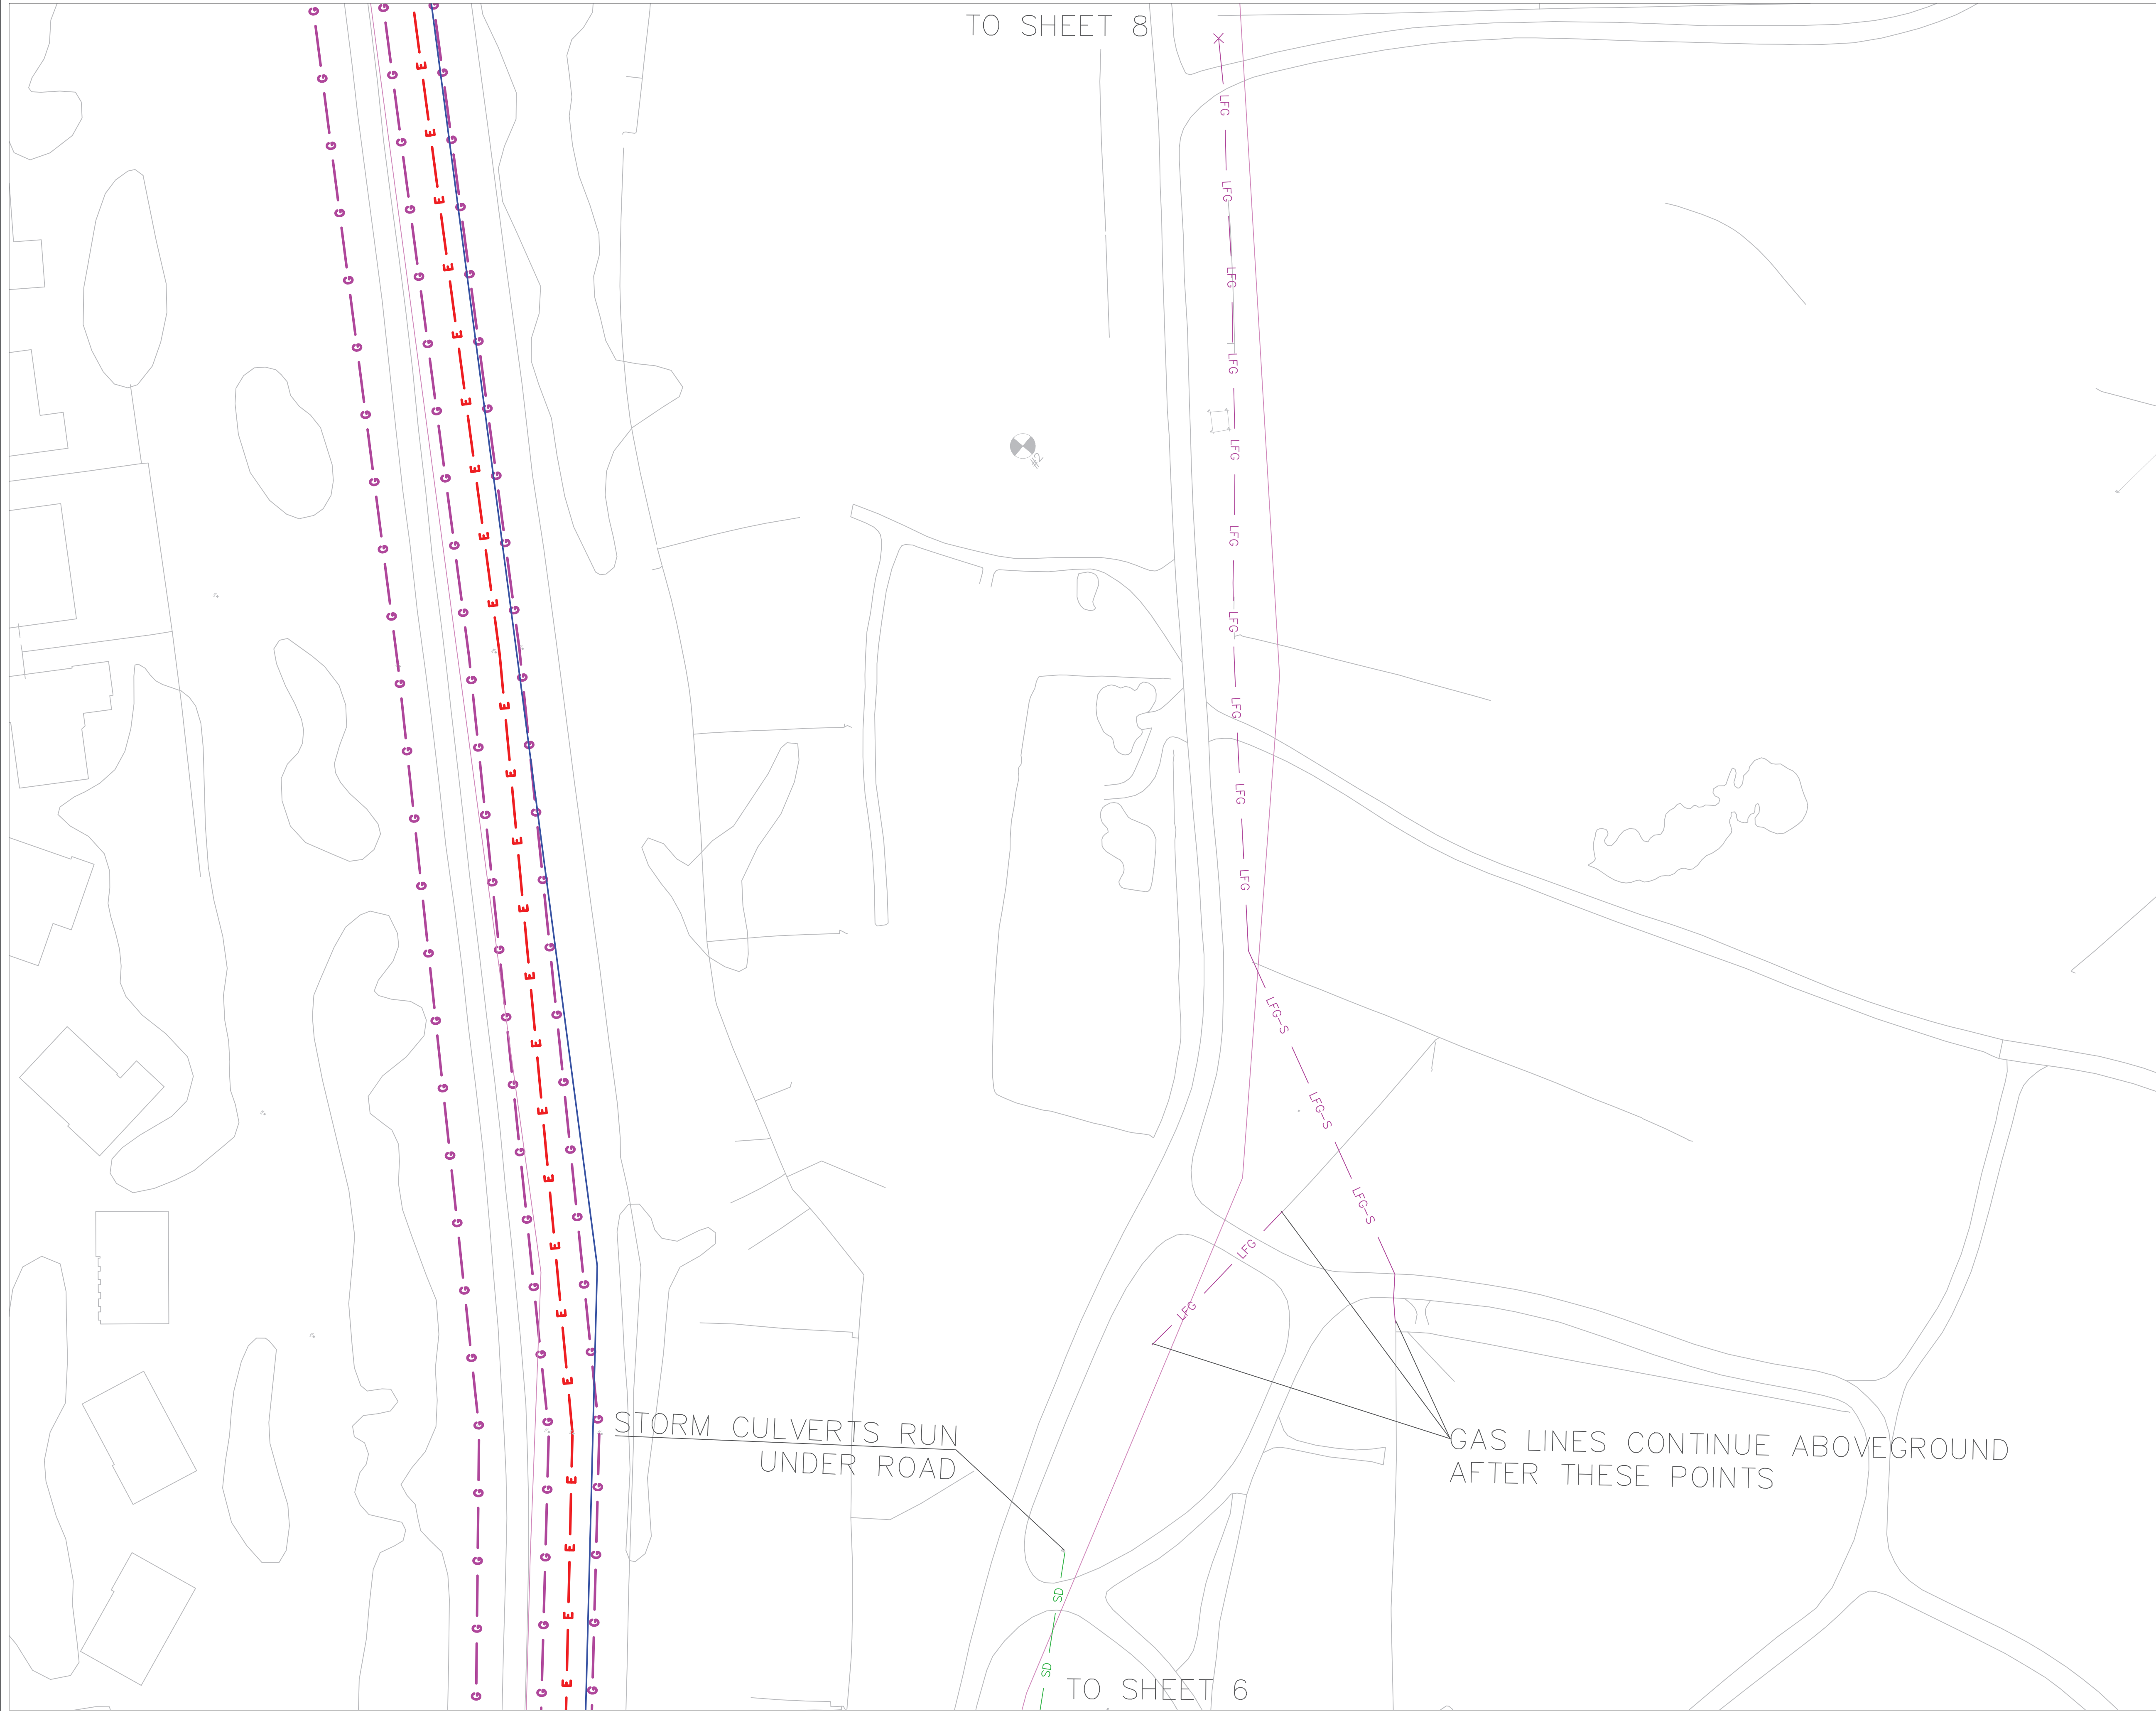 TO SHEET 8
LFG
LFG
LFG
LFG
LFG
LFG
LFG
LFG
LFG
LFG
#2
LFG-S
LFG-S
LFG-S
LFG
LFG
STORM CULVERTS RUN
UNDER ROAD
GAS LINES CONTINUE ABOVEGROUND
AFTER THESE POINTS
SD
SD
TO SHEET 6
G
E